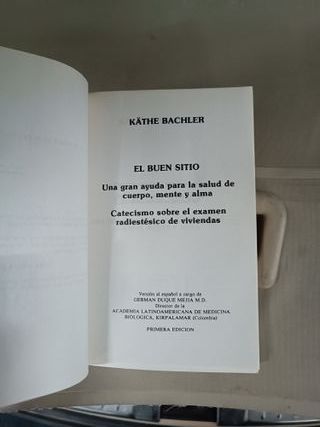 KÄTHE BACHLER
EL BUEN SITIO
Una gran ayuda para la salud de
cuerpo, mente y alma
Catecismo sobre el examen
radiestésico de viviendas
Versión al español a cargo de
GERMAN DUQUE MEJIA M.D.
Director de la
ACADEMIA LATINOAMERICANA DE MEDICINA
BIOLOGICA, KIRPALAMAR (Colombia)
PRIMERA EDICION